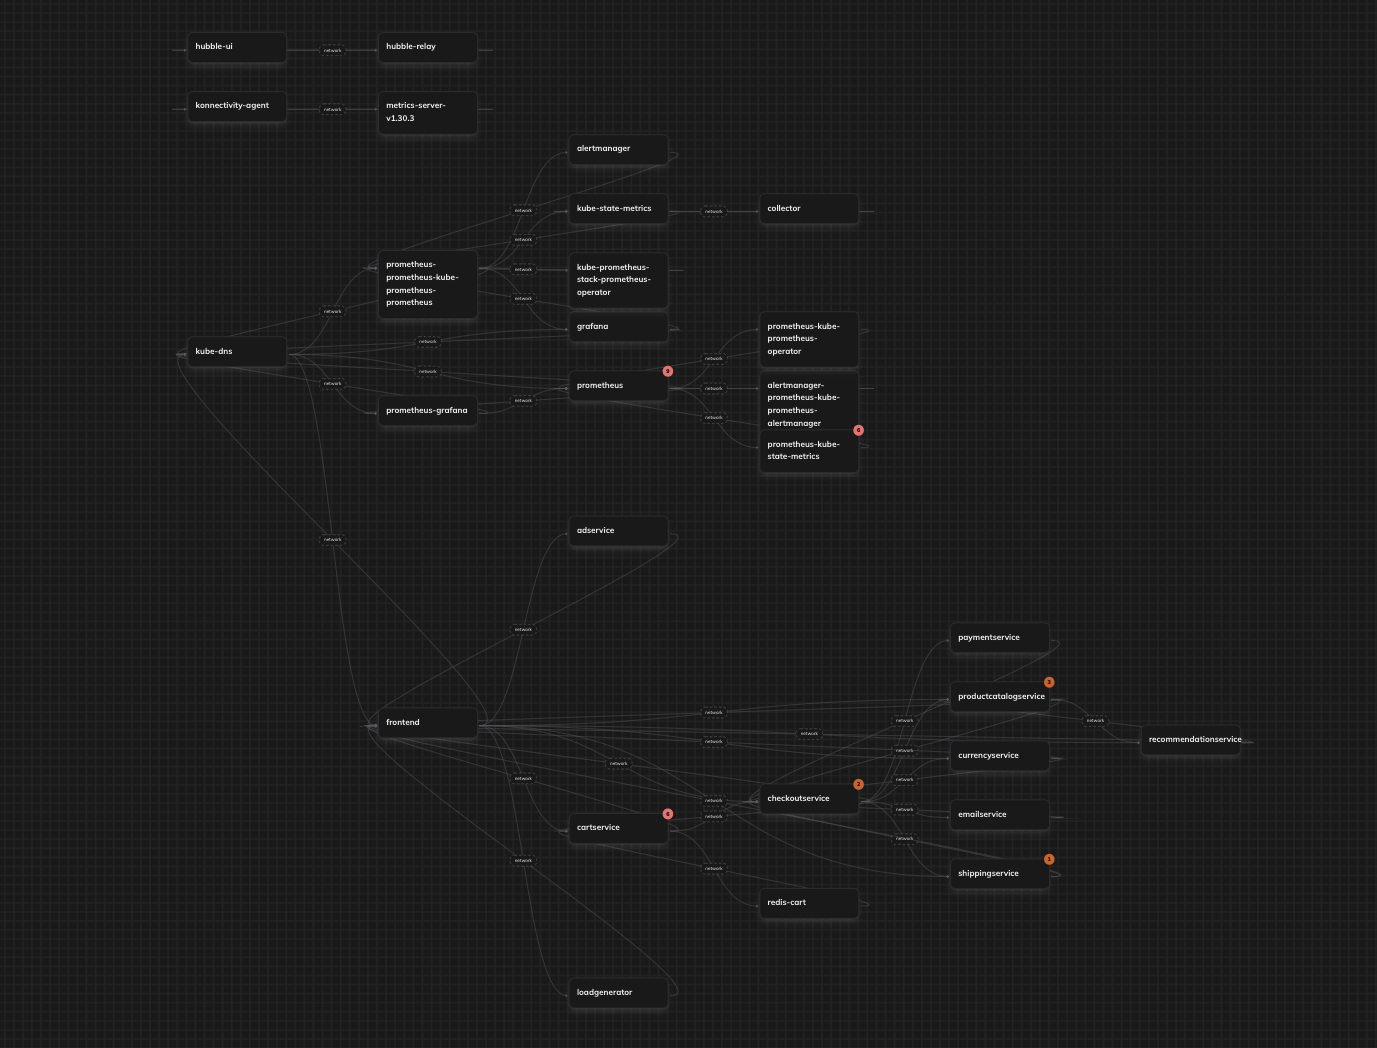 hubble-ui
network
hubble-relay
konnectivity-agent
network
metrics-server-
v1.30.3
alertmanager
network
kube-state-metrics
network
collector
network
prometheus-
prometheus-kube-
prometheus-
prometheus
network
kube-prometheus-
stack-prometheus-
operator
network
network
grafana
prometheus-kube-
prometheus-
operator
network
kube-dns
network
network
network
9
prometheus
network
alertmanager-
prometheus-kube-
prometheus-
alertmanager
network
prometheus-grafana
network
network
6
prometheus-kube-
state-metrics
adservice
network
network
paymentservice
3
productcatalogservice
network
network
network
frontend
network
recommendationservice
network
network
currencyservice
network
network
network
2
checkoutservice
network
network
network
emailservice
6
cartservice
network
network
1
shippingservice
network
redis-cart
loadgenerator